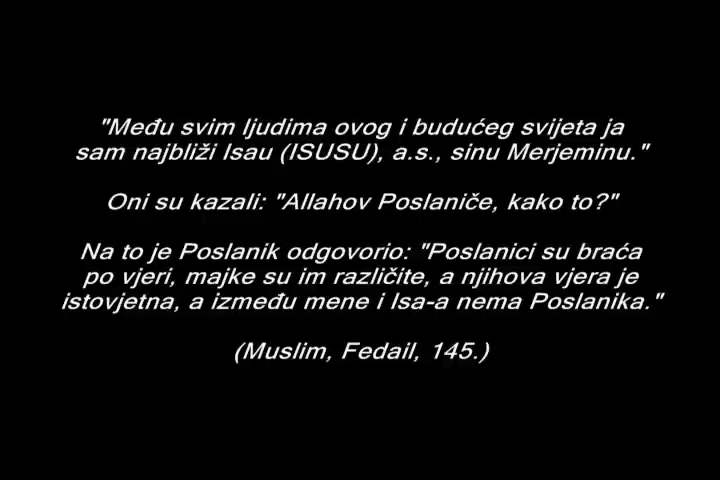 "Među svim ljudima ovog i budućeg svijeta ja
sam najbliži Isau (ISUSU), a.s., sinu Merjeminu."
Oni su kazali: "Allahov Poslaniče, kako to?"
Na to je Poslanik odgovorio: "Poslanici su braća
po vjeri, majke su im različite, a njihova vjera je
istovjetna, a između mene i Isa-a nema Poslanika."
(Muslim, Fedail, 145.)